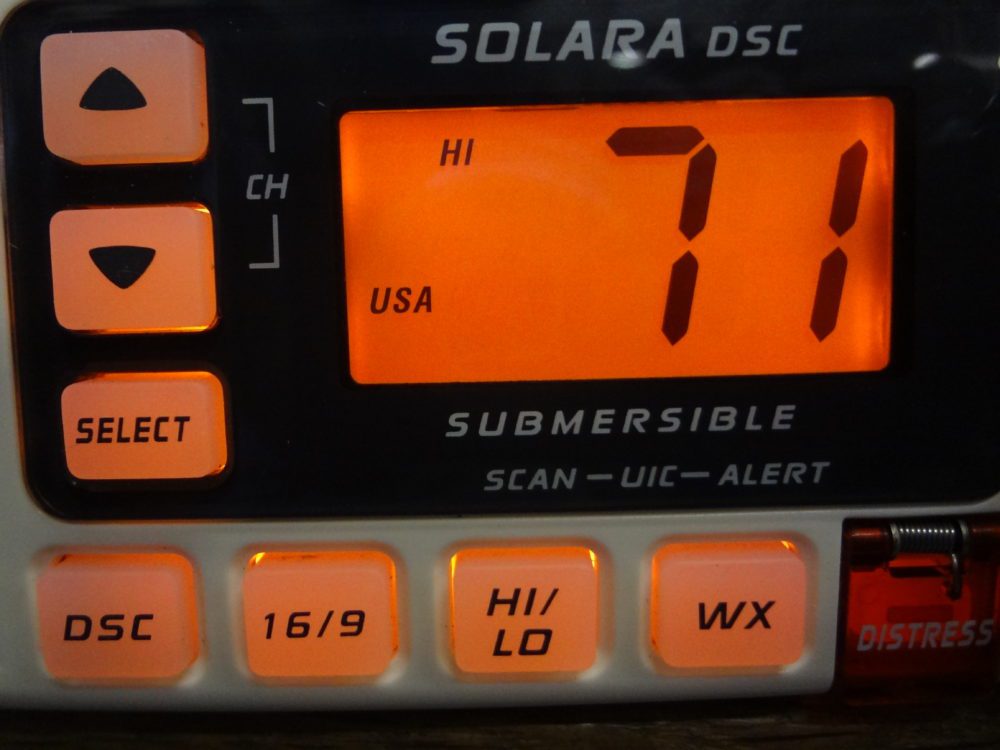 SOLARA DSC
HI 71
CH
USA
SELECT
SUBMERSIBLE
SCAN — UIC — ALERT
DSC
16/9
HI/
LO
WX
DISTRESS